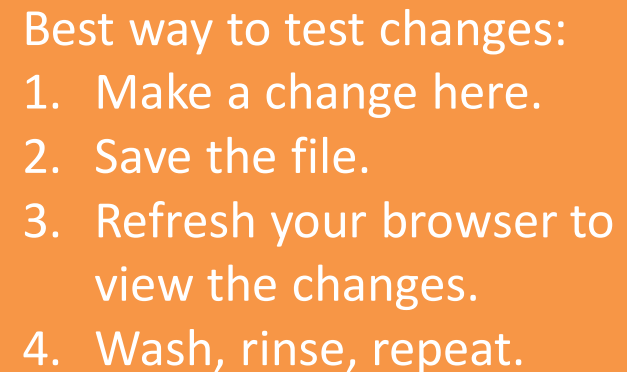 Best way to test changes:
1. Make a change here.
2. Save the file.
3. Refresh your browser to
view the changes.
4. Wash, rinse, repeat.